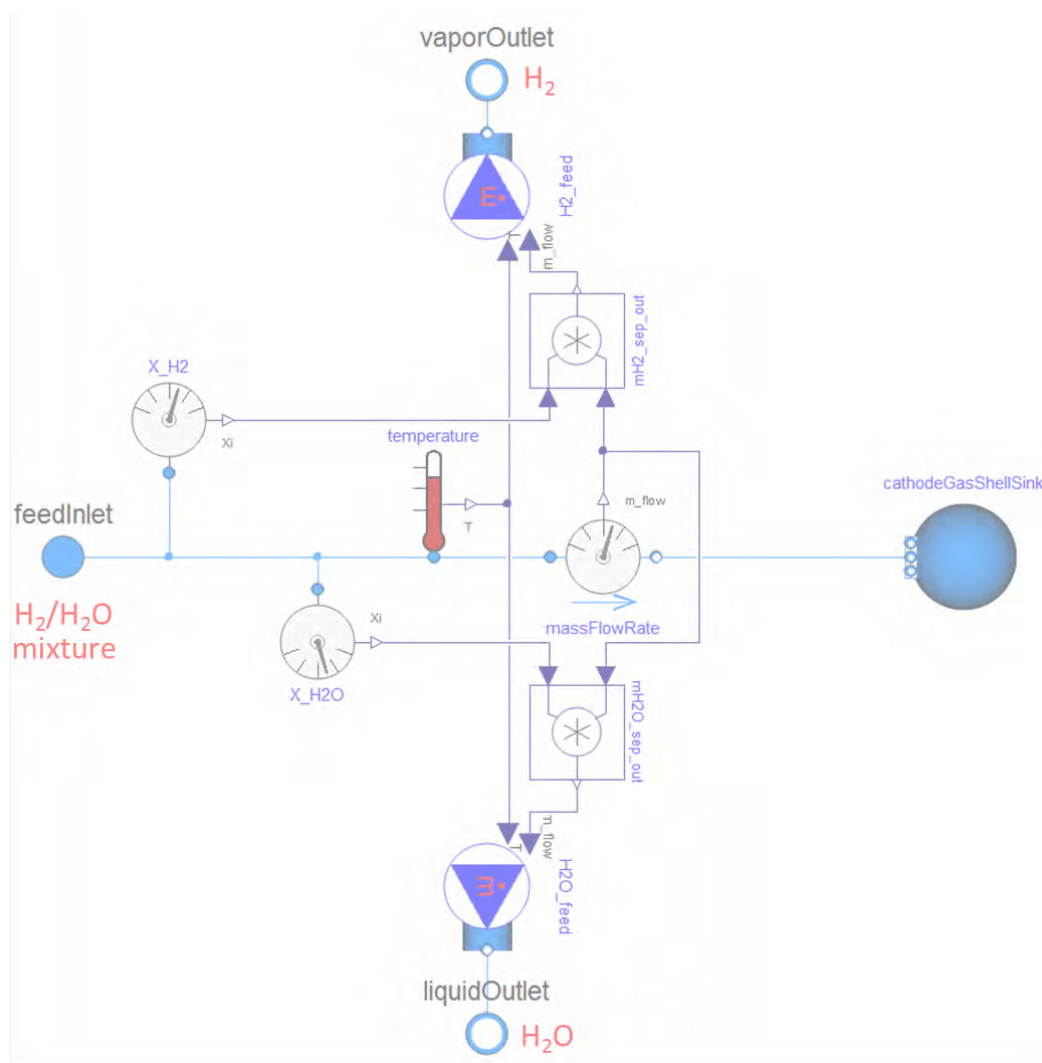 vaporOutlet
H₂
ṁ
H2_feed
T
m_flow
mH2_sep_out
X_H2
Xi
temperature
T
m_flow
cathodeGasShellSink
feedInlet
H₂/H₂O
mixture
massFlowRate
Xi
X_H2O
mH2O_sep_out
T
m_flow
ṁ
H2O_feed
liquidOutlet
H₂O